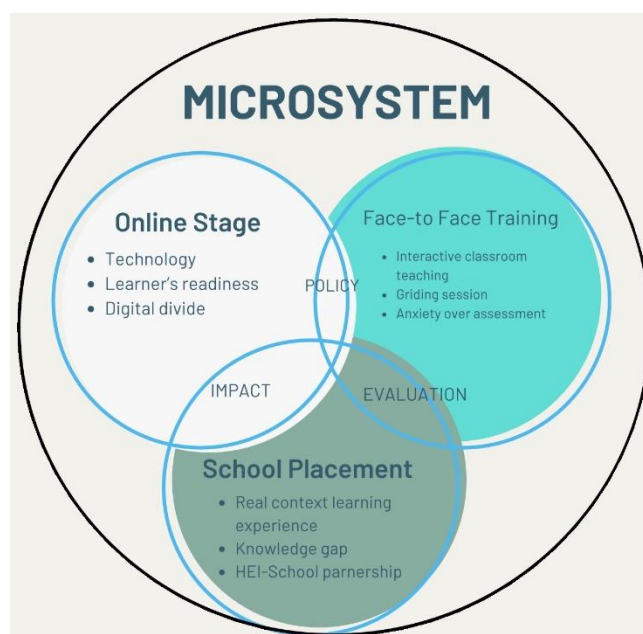 MICROSYSTEM
Online Stage
• Technology
• Learner's readiness
• Digital divide
Face-to Face Training
• Interactive classroom
teaching
• Griding session
• Anxiety over assessment
POLICY
IMPACT
EVALUATION
School Placement
• Real context learning
experience
• Knowledge gap
• HEI-School parnership